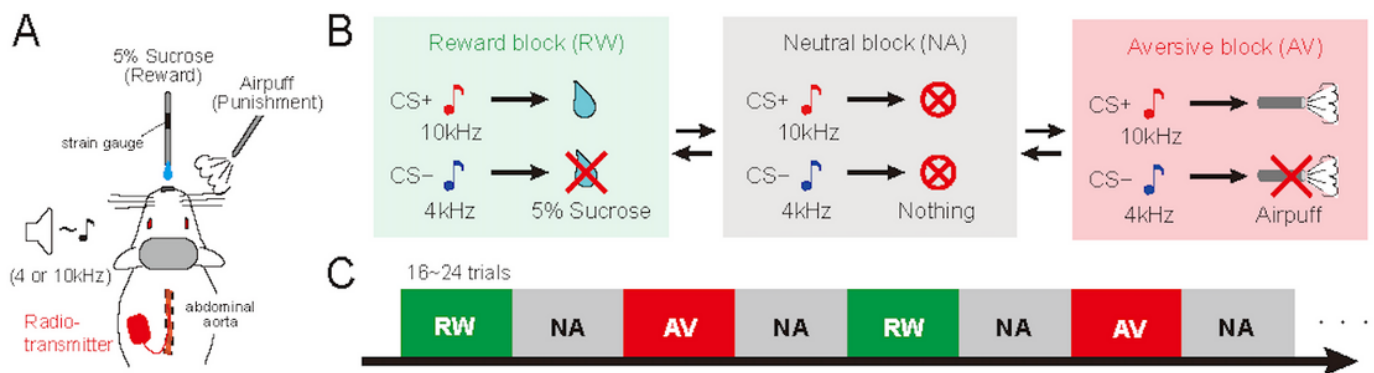 A
5% Sucrose
(Reward)
Airpuff
(Punishment)
strain gauge
(4 or 10kHz)
Radio-
transmitter
abdominal
aorta
B
Reward block (RW)
CS+
10kHz
CS−
4kHz
5% Sucrose
Neutral block (NA)
CS+
10kHz
CS−
4kHz
Nothing
Aversive block (AV)
CS+
10kHz
CS−
4kHz
Airpuff
C
16~24 trials
RW NA AV NA RW NA AV NA . . . .